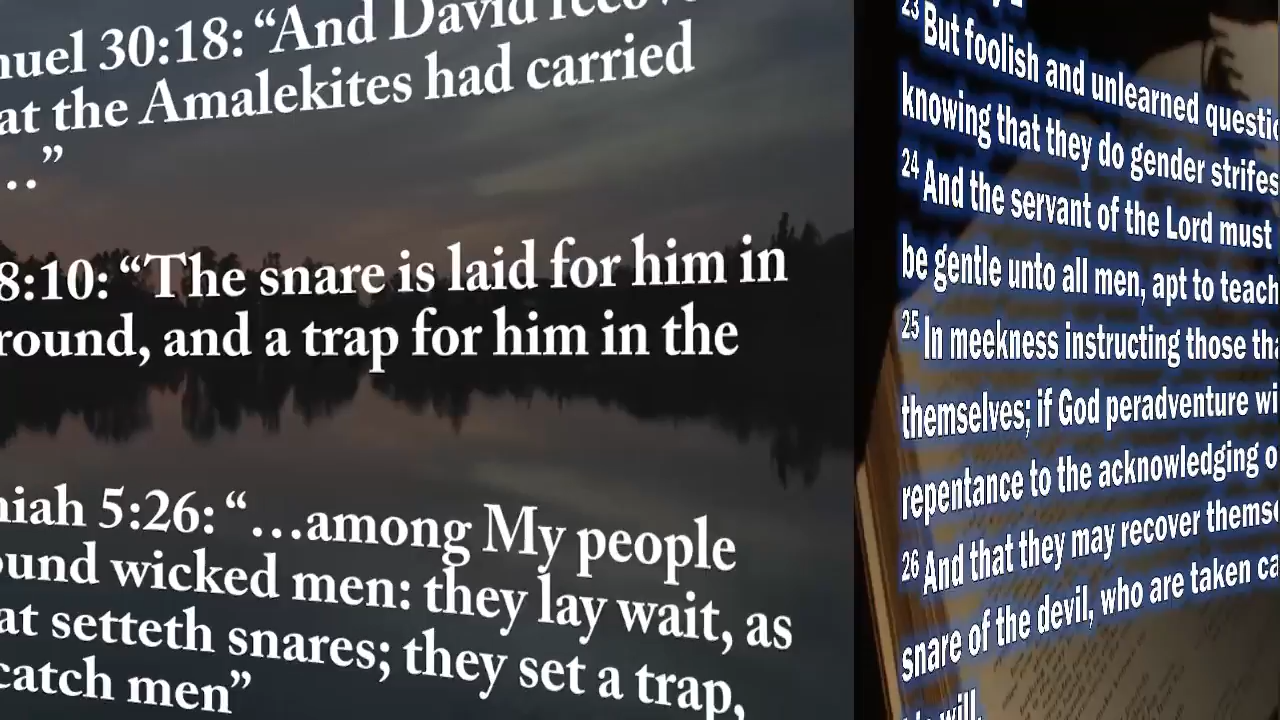 nuel 30:18: “And David recov
at the Amalekites had carried
..”
8:10: “The snare is laid for him in
round, and a trap for him in the
niah 5:26: “…among My people
ound wicked men: they lay wait, as
at setteth snares; they set a trap,
catch men”
23 But foolish and unlearned questio
knowing that they do gender strifes
24 And the servant of the Lord must
be gentle unto all men, apt to teach
25 In meekness instructing those tha
themselves; if God peradventure wi
repentance to the acknowledging o
26 And that they may recover themse
snare of the devil, who are taken ca
will.